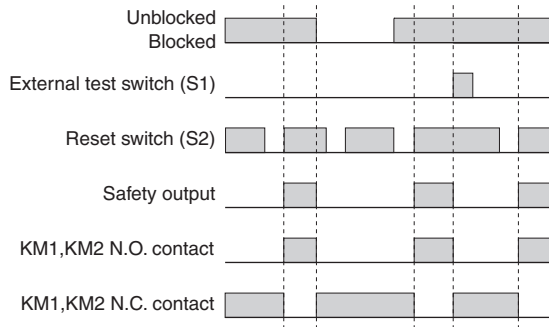 Unblocked
Blocked
External test switch (S1)
Reset switch (S2)
Safety output
KM1,KM2 N.O. contact
KM1,KM2 N.C. contact